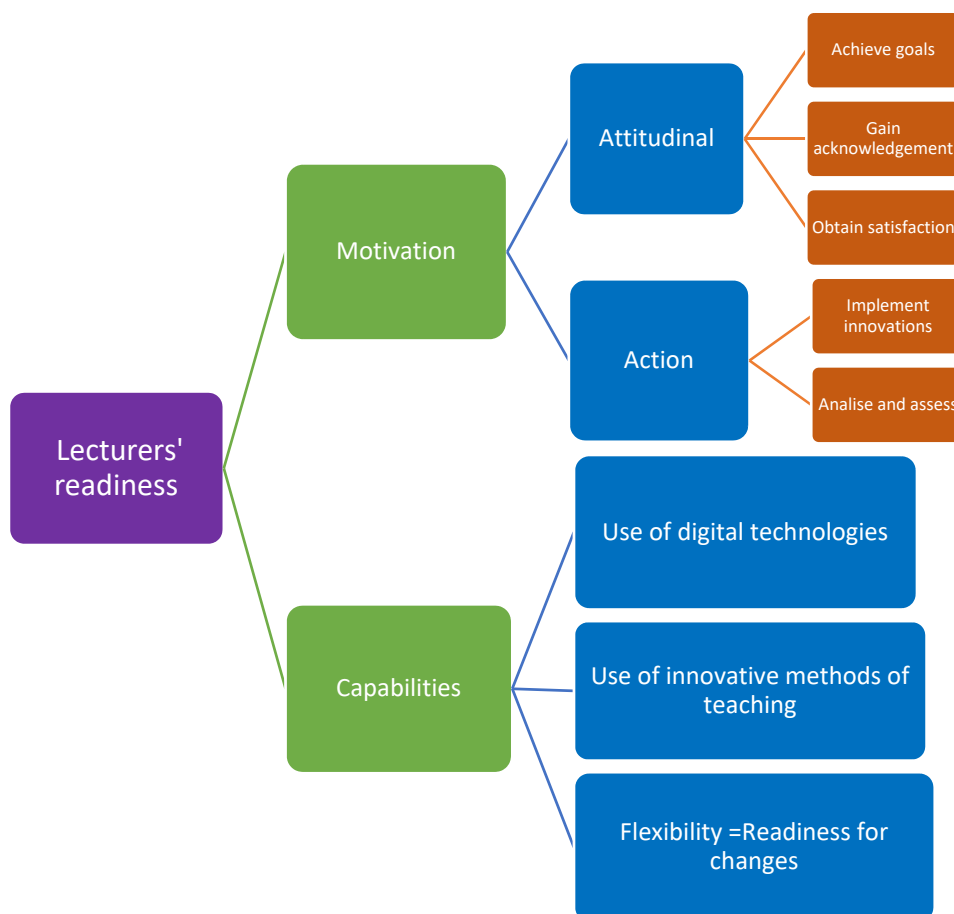 Achieve goals
Gain
acknowledgement
Attitudinal
Obtain satisfaction
Motivation
Implement
innovations
Action
Analise and assess
Lecturers'
readiness
Use of digital technologies
Use of innovative methods of
teaching
Capabilities
Flexibility =Readiness for
changes